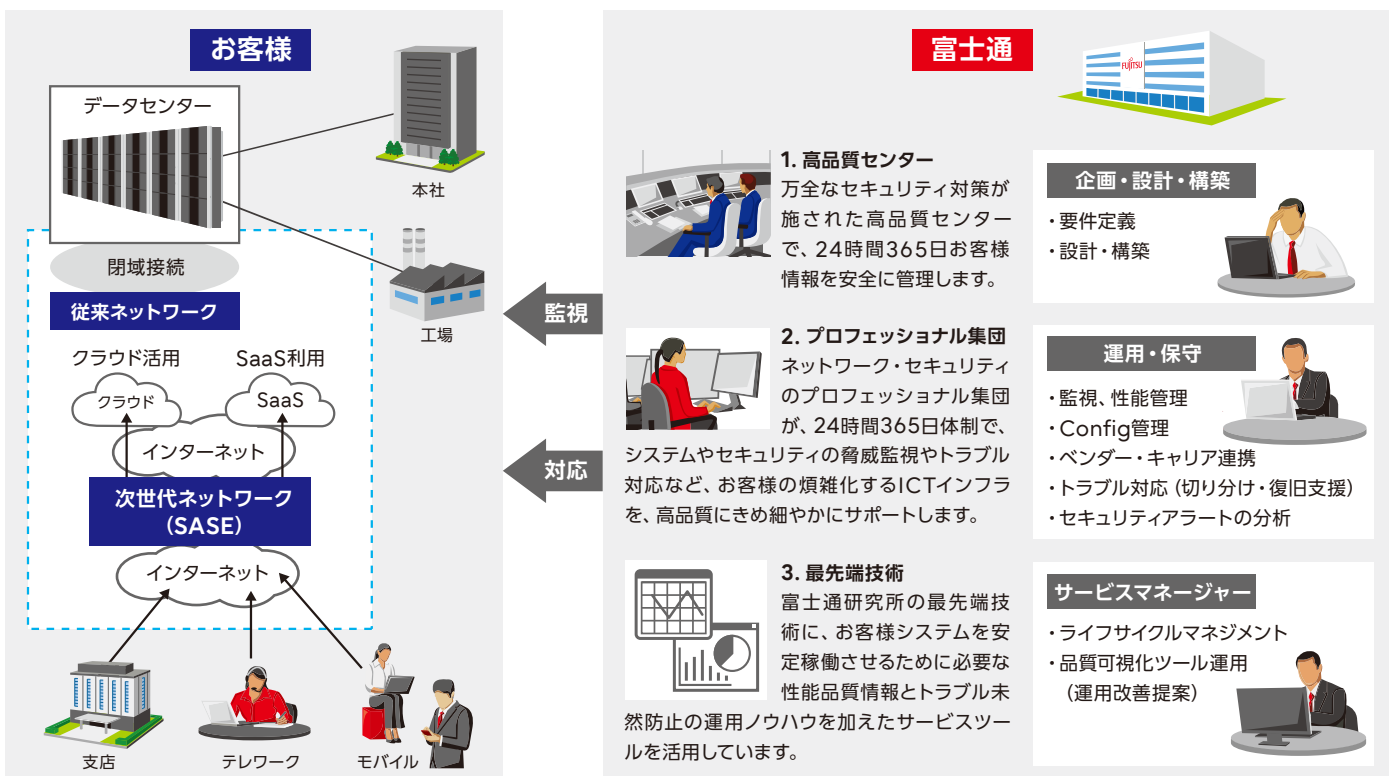 お客様
データセンター
本社
閉域接続
従来ネットワーク
工場
クラウド活用
SaaS利用
クラウド
SaaS
インターネット
次世代ネットワーク
(SASE)
インターネット
支店
テレワーク
モバイル
監視
対応
富士通
FUJITSU
1. 高品質センター
万全なセキュリティ対策が
施された高品質センター
で、24時間365日お客様
情報を安全に管理します。
2. プロフェッショナル集団
ネットワーク・セキュリティ
のプロフェッショナル集団
が、24時間365日体制で、
システムやセキュリティの脅威監視やトラブル
対応など、お客様の煩雑化するICTインフラ
を、高品質にきめ細やかにサポートします。
3. 最先端技術
富士通研究所の最先端技
術に、お客様システムを安
定稼働させるために必要な
性能品質情報とトラブル未
然防止の運用ノウハウを加えたサービスツー
ルを活用しています。
企画・設計・構築
・要件定義
・設計・構築
運用・保守
・監視、性能管理
・Config管理
・ベンダー・キャリア連携
・トラブル対応（切り分け・復旧支援）
・セキュリティアラートの分析
サービスマネージャー
・ライフサイクルマネジメント
・品質可視化ツール運用
（運用改善提案）